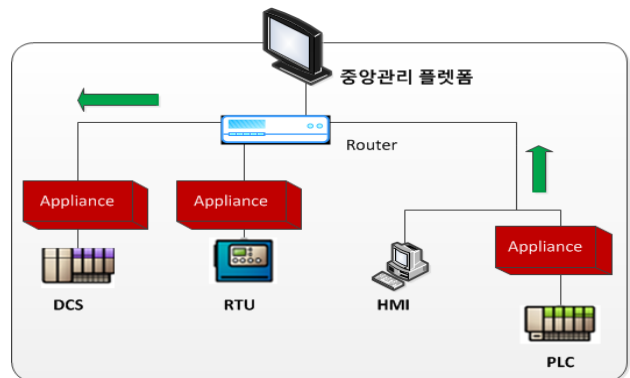 중앙관리 플렛폼
Router
Appliance
Appliance
Appliance
DCS
RTU
HMI
PLC